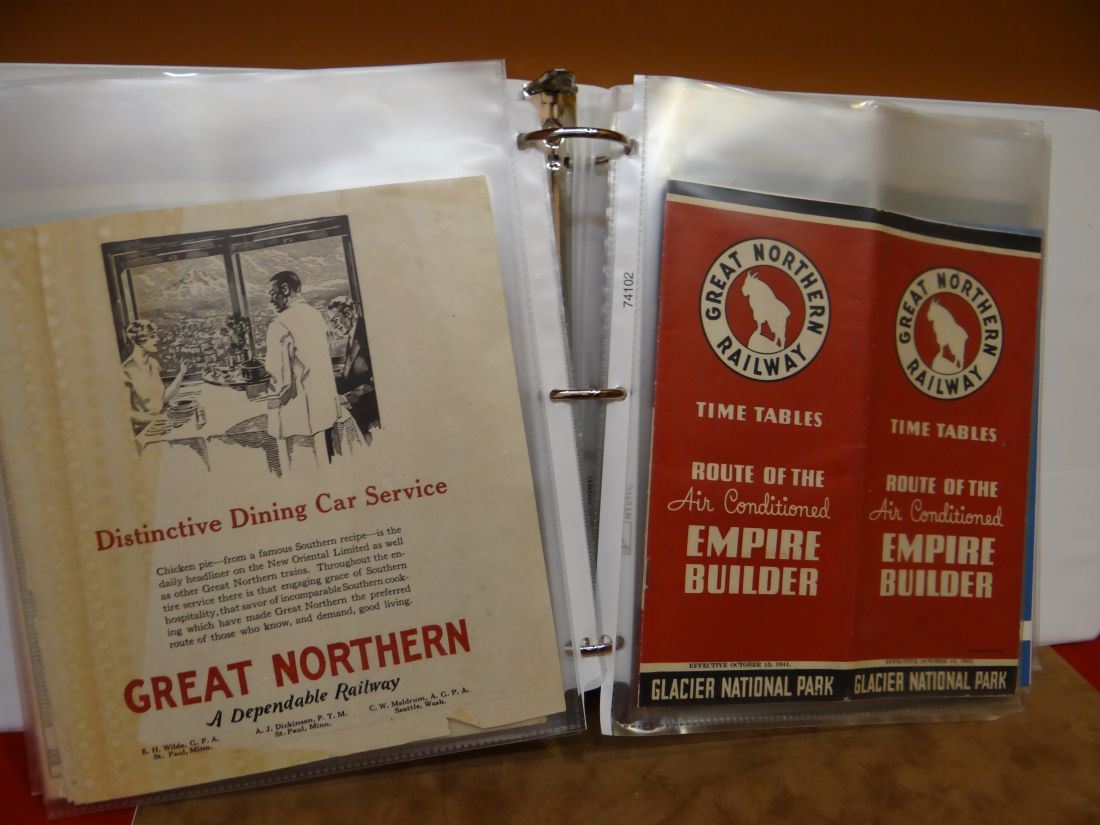 Distinctive Dining Car Service
Chicken pie—from a famous Southern recipe—is the
daily headliner on the New Oriental Limited as well
as other Great Northern trains. Throughout the en-
tire service there is that engaging grace of Southern
hospitality, that savor of incomparable Southern cook-
ing which have made Great Northern the preferred
route of those who know, and demand, good living.
GREAT NORTHERN
A Dependable Railway
E. H. Wilde, G. P. A.
St. Paul, Minn.
A. J. Dickinson, P. T. M.
St. Paul, Minn.
C. W. Meldrum, A. G. P. A.
Seattle, Wash.
74102
GREAT NORTHERN
RAILWAY
TIME TABLES
ROUTE OF THE
Air Conditioned
EMPIRE
BUILDER
EFFECTIVE OCTOBER 15, 1941.
GLACIER NATIONAL PARK
GREAT NORTHERN
RAILWAY
TIME TABLES
ROUTE OF THE
Air Conditioned
EMPIRE
BUILDER
EFFECTIVE OCTOBER 15, 1941.
GLACIER NATIONAL PARK